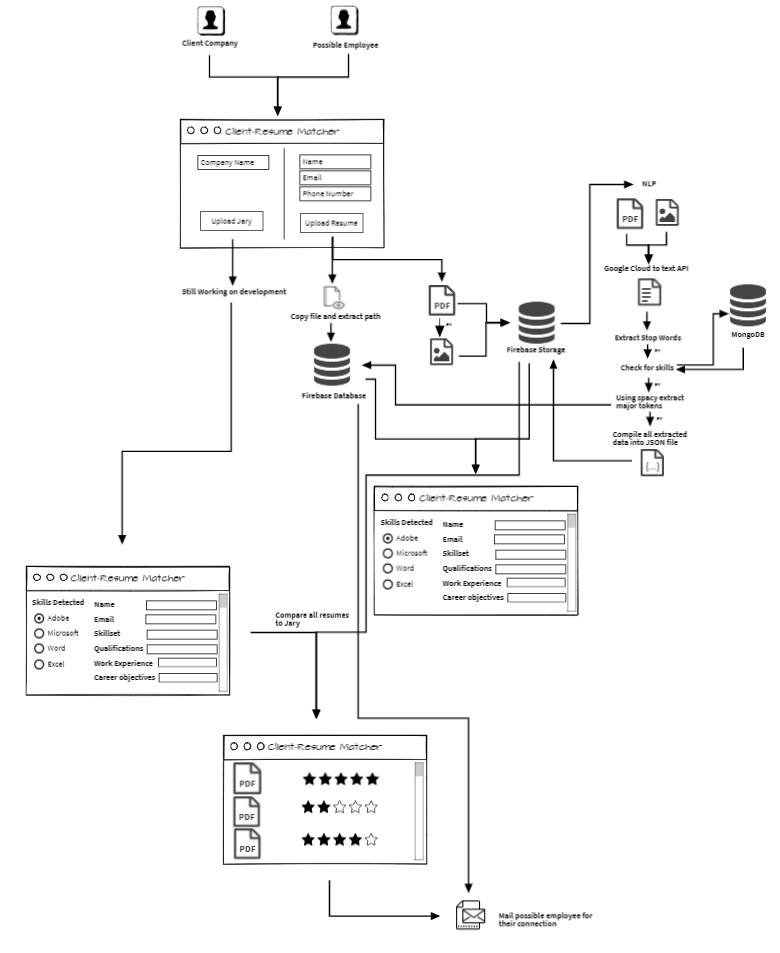 Client Company
Possible Employee
Client-Resume Matcher
Company Name
Name
Email
Phone Number
Upload Jary
Upload Resume
Still Working on development
Copy file and extract path
Firebase Database
PDF
PY
Firebase Storage
NLP
PDF
Google Cloud to text API
Extract Stop Words
PY
Check for skills
MongoDB
PY
Using spacy extract
major tokens
PY
Compile all extracted
data into JSON file
{...}
Client-Resume Matcher
Skills Detected
Adobe
Microsoft
Word
Excel
Name
Email
Skillset
Qualifications
Work Experience
Career objectives
Client-Resume Matcher
Skills Detected
Adobe
Microsoft
Word
Excel
Name
Email
Skillset
Qualifications
Work Experience
Career objectives
Compare all resumes
to Jary
Client-Resume Matcher
PDF
PDF
PDF
Mail possible employee for
their connection